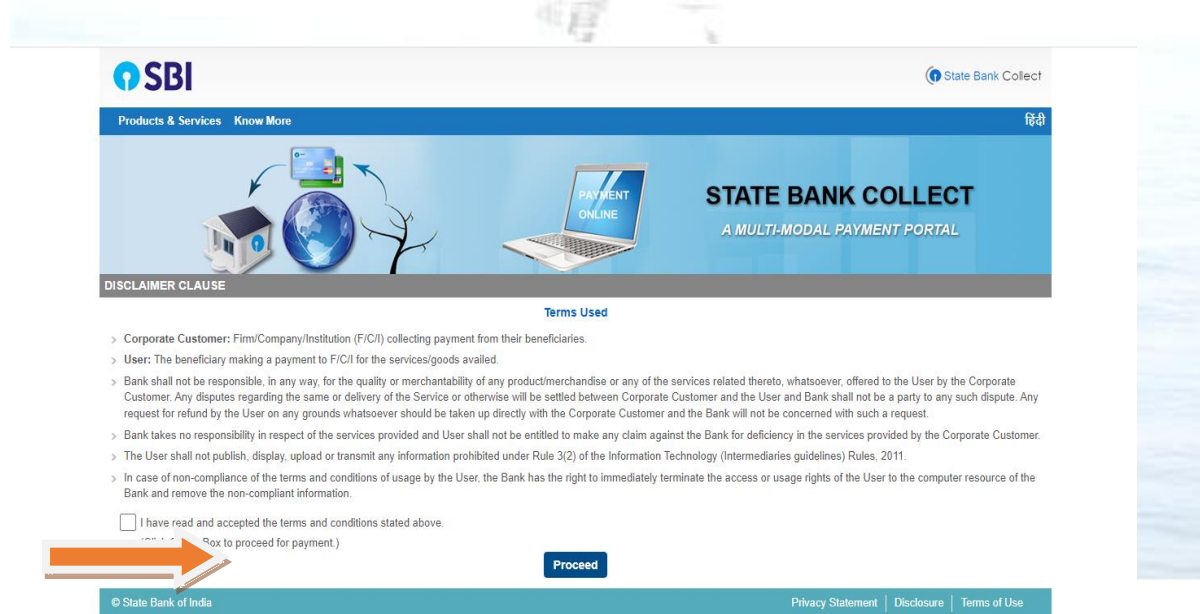 SBI
State Bank Collect
Products & Services Know More हिंदी
PAYMENT
ONLINE
STATE BANK COLLECT
A MULTI-MODAL PAYMENT PORTAL
DISCLAIMER CLAUSE
Terms Used
Corporate Customer: Firm/Company/Institution (F/C/I) collecting payment from their beneficiaries.
User: The beneficiary making a payment to F/C/I for the services/goods availed.
Bank shall not be responsible, in any way, for the quality or merchantability of any product/merchandise or any of the services related thereto, whatsoever, offered to the User by the Corporate
Customer. Any disputes regarding the same or delivery of the Service or otherwise will be settled between Corporate Customer and the User and Bank shall not be a party to any such dispute. Any
request for refund by the User on any grounds whatsoever should be taken up directly with the Corporate Customer and the Bank will not be concerned with such a request.
Bank takes no responsibility in respect of the services provided and User shall not be entitled to make any claim against the Bank for deficiency in the services provided by the Corporate Customer.
The User shall not publish, display, upload or transmit any information prohibited under Rule 3(2) of the Information Technology (Intermediaries guidelines) Rules, 2011.
In case of non-compliance of the terms and conditions of usage by the User, the Bank has the right to immediately terminate the access or usage rights of the User to the computer resource of the
Bank and remove the non-compliant information.
I have read and accepted the terms and conditions stated above.
Box to proceed for payment.)
Proceed
© State Bank of India Privacy Statement | Disclosure | Terms of Use